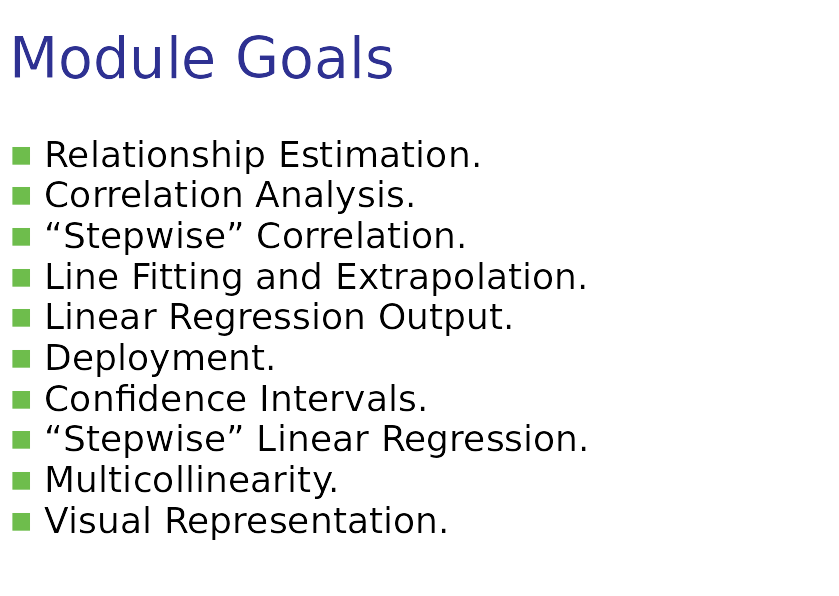 Module Goals
Relationship Estimation.
Correlation Analysis.
“Stepwise” Correlation.
Line Fitting and Extrapolation.
Linear Regression Output.
Deployment.
Confidence Intervals.
“Stepwise” Linear Regression.
Multicollinearity.
Visual Representation.